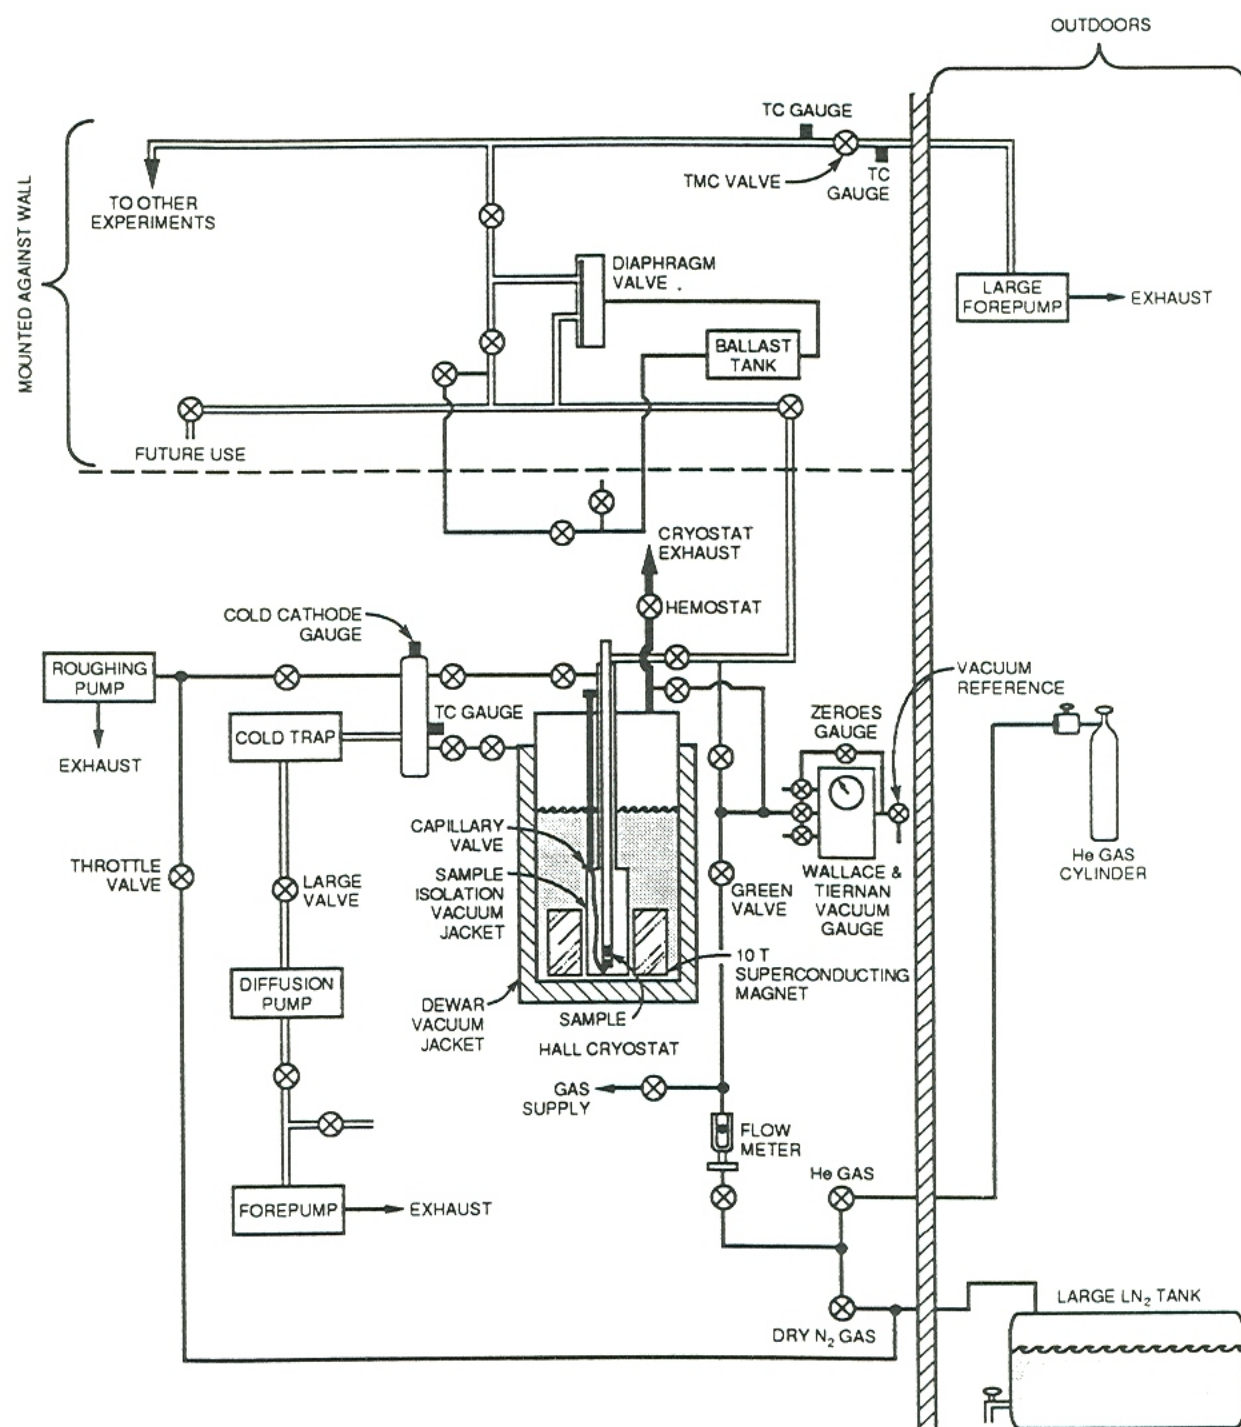 OUTDOORS
TC GAUGE
TMC VALVE
TC
GAUGE
MOUNTED AGAINST WALL
TO OTHER
EXPERIMENTS
DIAPHRAGM
VALVE
LARGE
FOREPUMP
EXHAUST
BALLAST
TANK
FUTURE USE
CRYOSTAT
EXHAUST
HEMOSTAT
COLD CATHODE
GAUGE
ROUGHING
PUMP
VACUUM
REFERENCE
ZEROES
GAUGE
TC GAUGE
COLD TRAP
EXHAUST
CAPILLARY
VALVE
THROTTLE
VALVE
LARGE
VALVE
SAMPLE
ISOLATION
VACUUM
JACKET
GREEN
VALVE
WALLACE &
TIERNAN
VACUUM
GAUGE
He GAS
CYLINDER
10 T
SUPERCONDUCTING
MAGNET
DIFFUSION
PUMP
DEWAR
VACUUM
JACKET
SAMPLE
HALL CRYOSTAT
GAS
SUPPLY
FLOW
METER
He GAS
FOREPUMP
EXHAUST
LARGE LN₂ TANK
DRY N₂ GAS